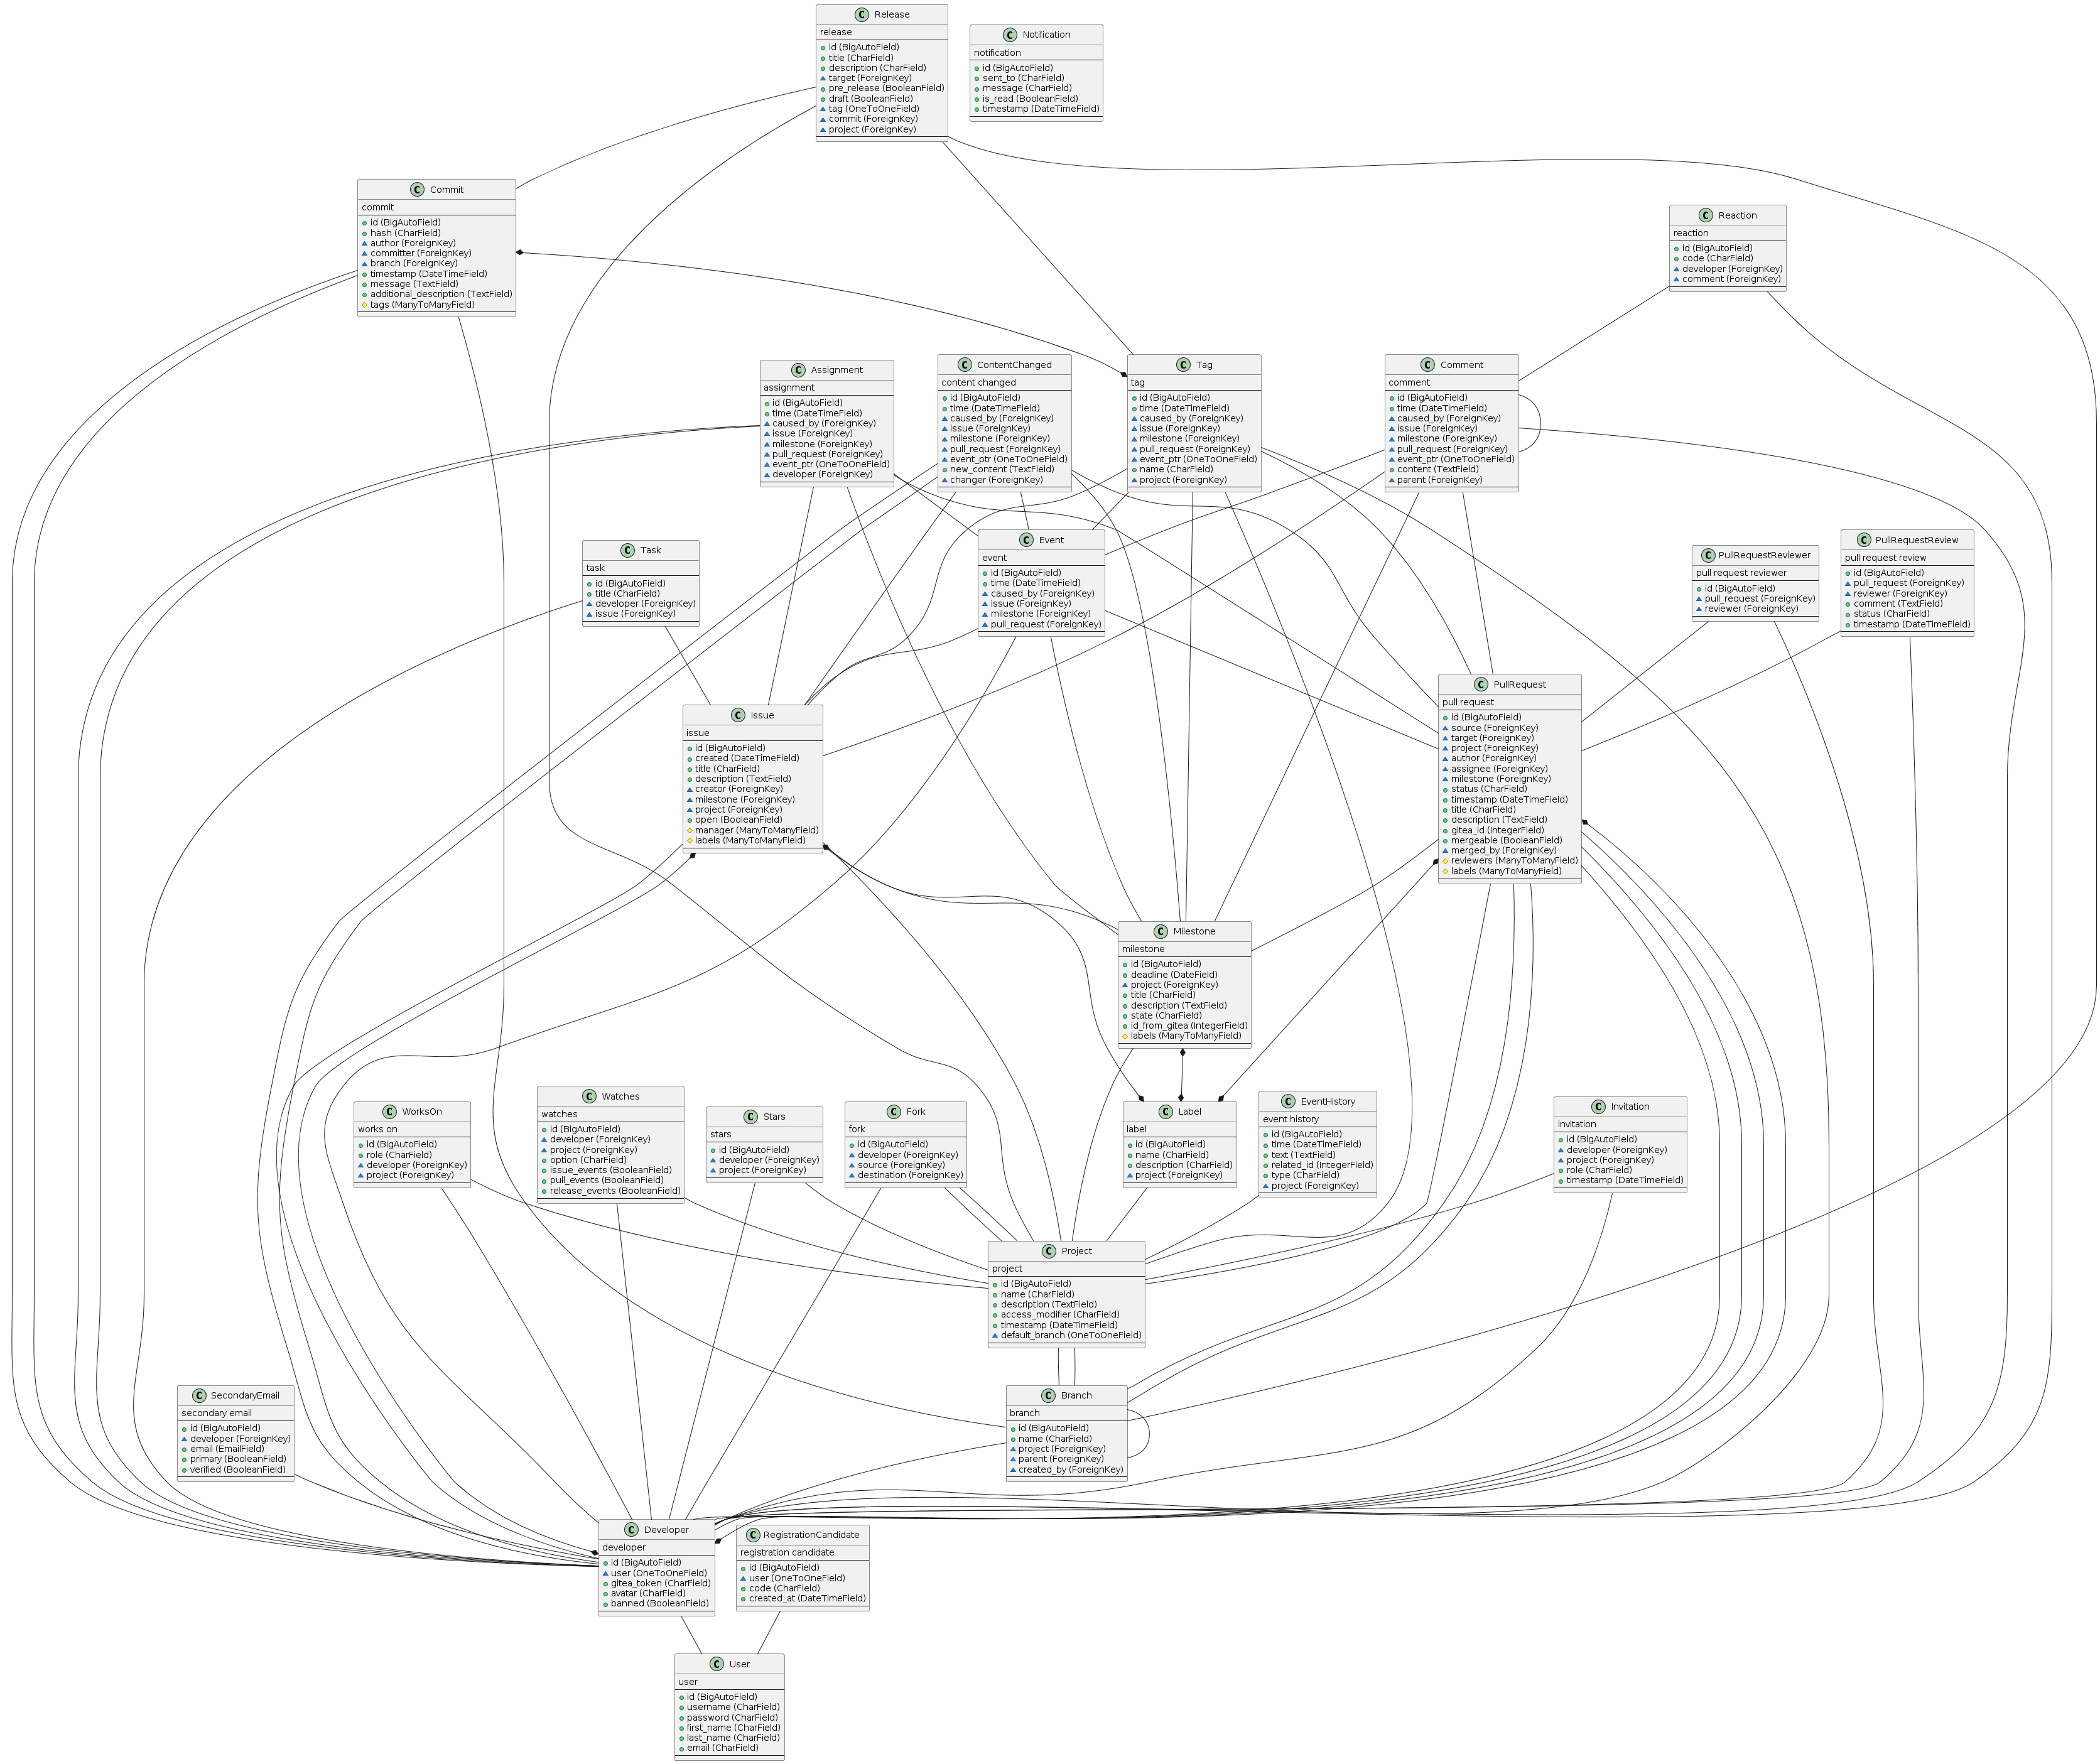 C Release
release
id (BigAutoField)
title (CharField)
description (CharField)
target (ForeignKey)
pre_release (BooleanField)
draft (BooleanField)
tag (OneToOneField)
commit (ForeignKey)
project (ForeignKey)
C Notification
notification
id (BigAutoField)
sent_to (CharField)
message (CharField)
is_read (BooleanField)
timestamp (DateTimeField)
C Commit
commit
id (BigAutoField)
hash (CharField)
author (ForeignKey)
committer (ForeignKey)
branch (ForeignKey)
timestamp (DateTimeField)
message (TextField)
additional_description (TextField)
tags (ManyToManyField)
C Reaction
reaction
id (BigAutoField)
code (CharField)
developer (ForeignKey)
comment (ForeignKey)
C Assignment
assignment
id (BigAutoField)
time (DateTimeField)
caused_by (ForeignKey)
issue (ForeignKey)
milestone (ForeignKey)
pull_request (ForeignKey)
event_ptr (OneToOneField)
developer (ForeignKey)
C ContentChanged
content changed
id (BigAutoField)
time (DateTimeField)
caused_by (ForeignKey)
issue (ForeignKey)
milestone (ForeignKey)
pull_request (ForeignKey)
event_ptr (OneToOneField)
new_content (TextField)
changer (ForeignKey)
C Tag
tag
id (BigAutoField)
time (DateTimeField)
caused_by (ForeignKey)
issue (ForeignKey)
milestone (ForeignKey)
pull_request (ForeignKey)
event_ptr (OneToOneField)
name (CharField)
project (ForeignKey)
C Comment
comment
id (BigAutoField)
time (DateTimeField)
caused_by (ForeignKey)
issue (ForeignKey)
milestone (ForeignKey)
pull_request (ForeignKey)
event_ptr (OneToOneField)
content (TextField)
parent (ForeignKey)
C Task
task
id (BigAutoField)
title (CharField)
developer (ForeignKey)
issue (ForeignKey)
C Event
event
id (BigAutoField)
time (DateTimeField)
caused_by (ForeignKey)
issue (ForeignKey)
milestone (ForeignKey)
pull_request (ForeignKey)
C PullRequestReviewer
pull request reviewer
id (BigAutoField)
pull_request (ForeignKey)
reviewer (ForeignKey)
C PullRequestReview
pull request review
id (BigAutoField)
pull_request (ForeignKey)
reviewer (ForeignKey)
comment (TextField)
status (CharField)
timestamp (DateTimeField)
C Issue
issue
id (BigAutoField)
created (DateTimeField)
title (CharField)
description (TextField)
creator (ForeignKey)
milestone (ForeignKey)
project (ForeignKey)
open (BooleanField)
manager (ManyToManyField)
labels (ManyToManyField)
C PullRequest
pull request
id (BigAutoField)
source (ForeignKey)
target (ForeignKey)
project (ForeignKey)
author (ForeignKey)
assignee (ForeignKey)
milestone (ForeignKey)
status (CharField)
timestamp (DateTimeField)
title (CharField)
description (TextField)
gitea_id (IntegerField)
mergeable (BooleanField)
merged_by (ForeignKey)
reviewers (ManyToManyField)
labels (ManyToManyField)
C Milestone
milestone
id (BigAutoField)
deadline (DateField)
project (ForeignKey)
title (CharField)
description (TextField)
state (CharField)
id_from_gitea (IntegerField)
labels (ManyToManyField)
C WorksOn
works on
id (BigAutoField)
role (CharField)
developer (ForeignKey)
project (ForeignKey)
C Watches
watches
id (BigAutoField)
developer (ForeignKey)
project (ForeignKey)
option (CharField)
issue_events (BooleanField)
pull_events (BooleanField)
release_events (BooleanField)
C Stars
stars
id (BigAutoField)
developer (ForeignKey)
project (ForeignKey)
C Fork
fork
id (BigAutoField)
developer (ForeignKey)
source (ForeignKey)
destination (ForeignKey)
C Label
label
id (BigAutoField)
name (CharField)
description (CharField)
project (ForeignKey)
C EventHistory
event history
id (BigAutoField)
time (DateTimeField)
text (TextField)
related_id (IntegerField)
type (CharField)
project (ForeignKey)
C Invitation
invitation
id (BigAutoField)
developer (ForeignKey)
project (ForeignKey)
role (CharField)
timestamp (DateTimeField)
C Project
project
id (BigAutoField)
name (CharField)
description (TextField)
access_modifier (CharField)
timestamp (DateTimeField)
default_branch (OneToOneField)
C SecondaryEmail
secondary email
id (BigAutoField)
developer (ForeignKey)
email (EmailField)
primary (BooleanField)
verified (BooleanField)
C Branch
branch
id (BigAutoField)
name (CharField)
project (ForeignKey)
parent (ForeignKey)
created_by (ForeignKey)
C Developer
developer
id (BigAutoField)
user (OneToOneField)
gitea_token (CharField)
avatar (CharField)
banned (BooleanField)
C RegistrationCandidate
registration candidate
id (BigAutoField)
user (OneToOneField)
code (CharField)
created_at (DateTimeField)
C User
user
id (BigAutoField)
username (CharField)
password (CharField)
first_name (CharField)
last_name (CharField)
email (CharField)